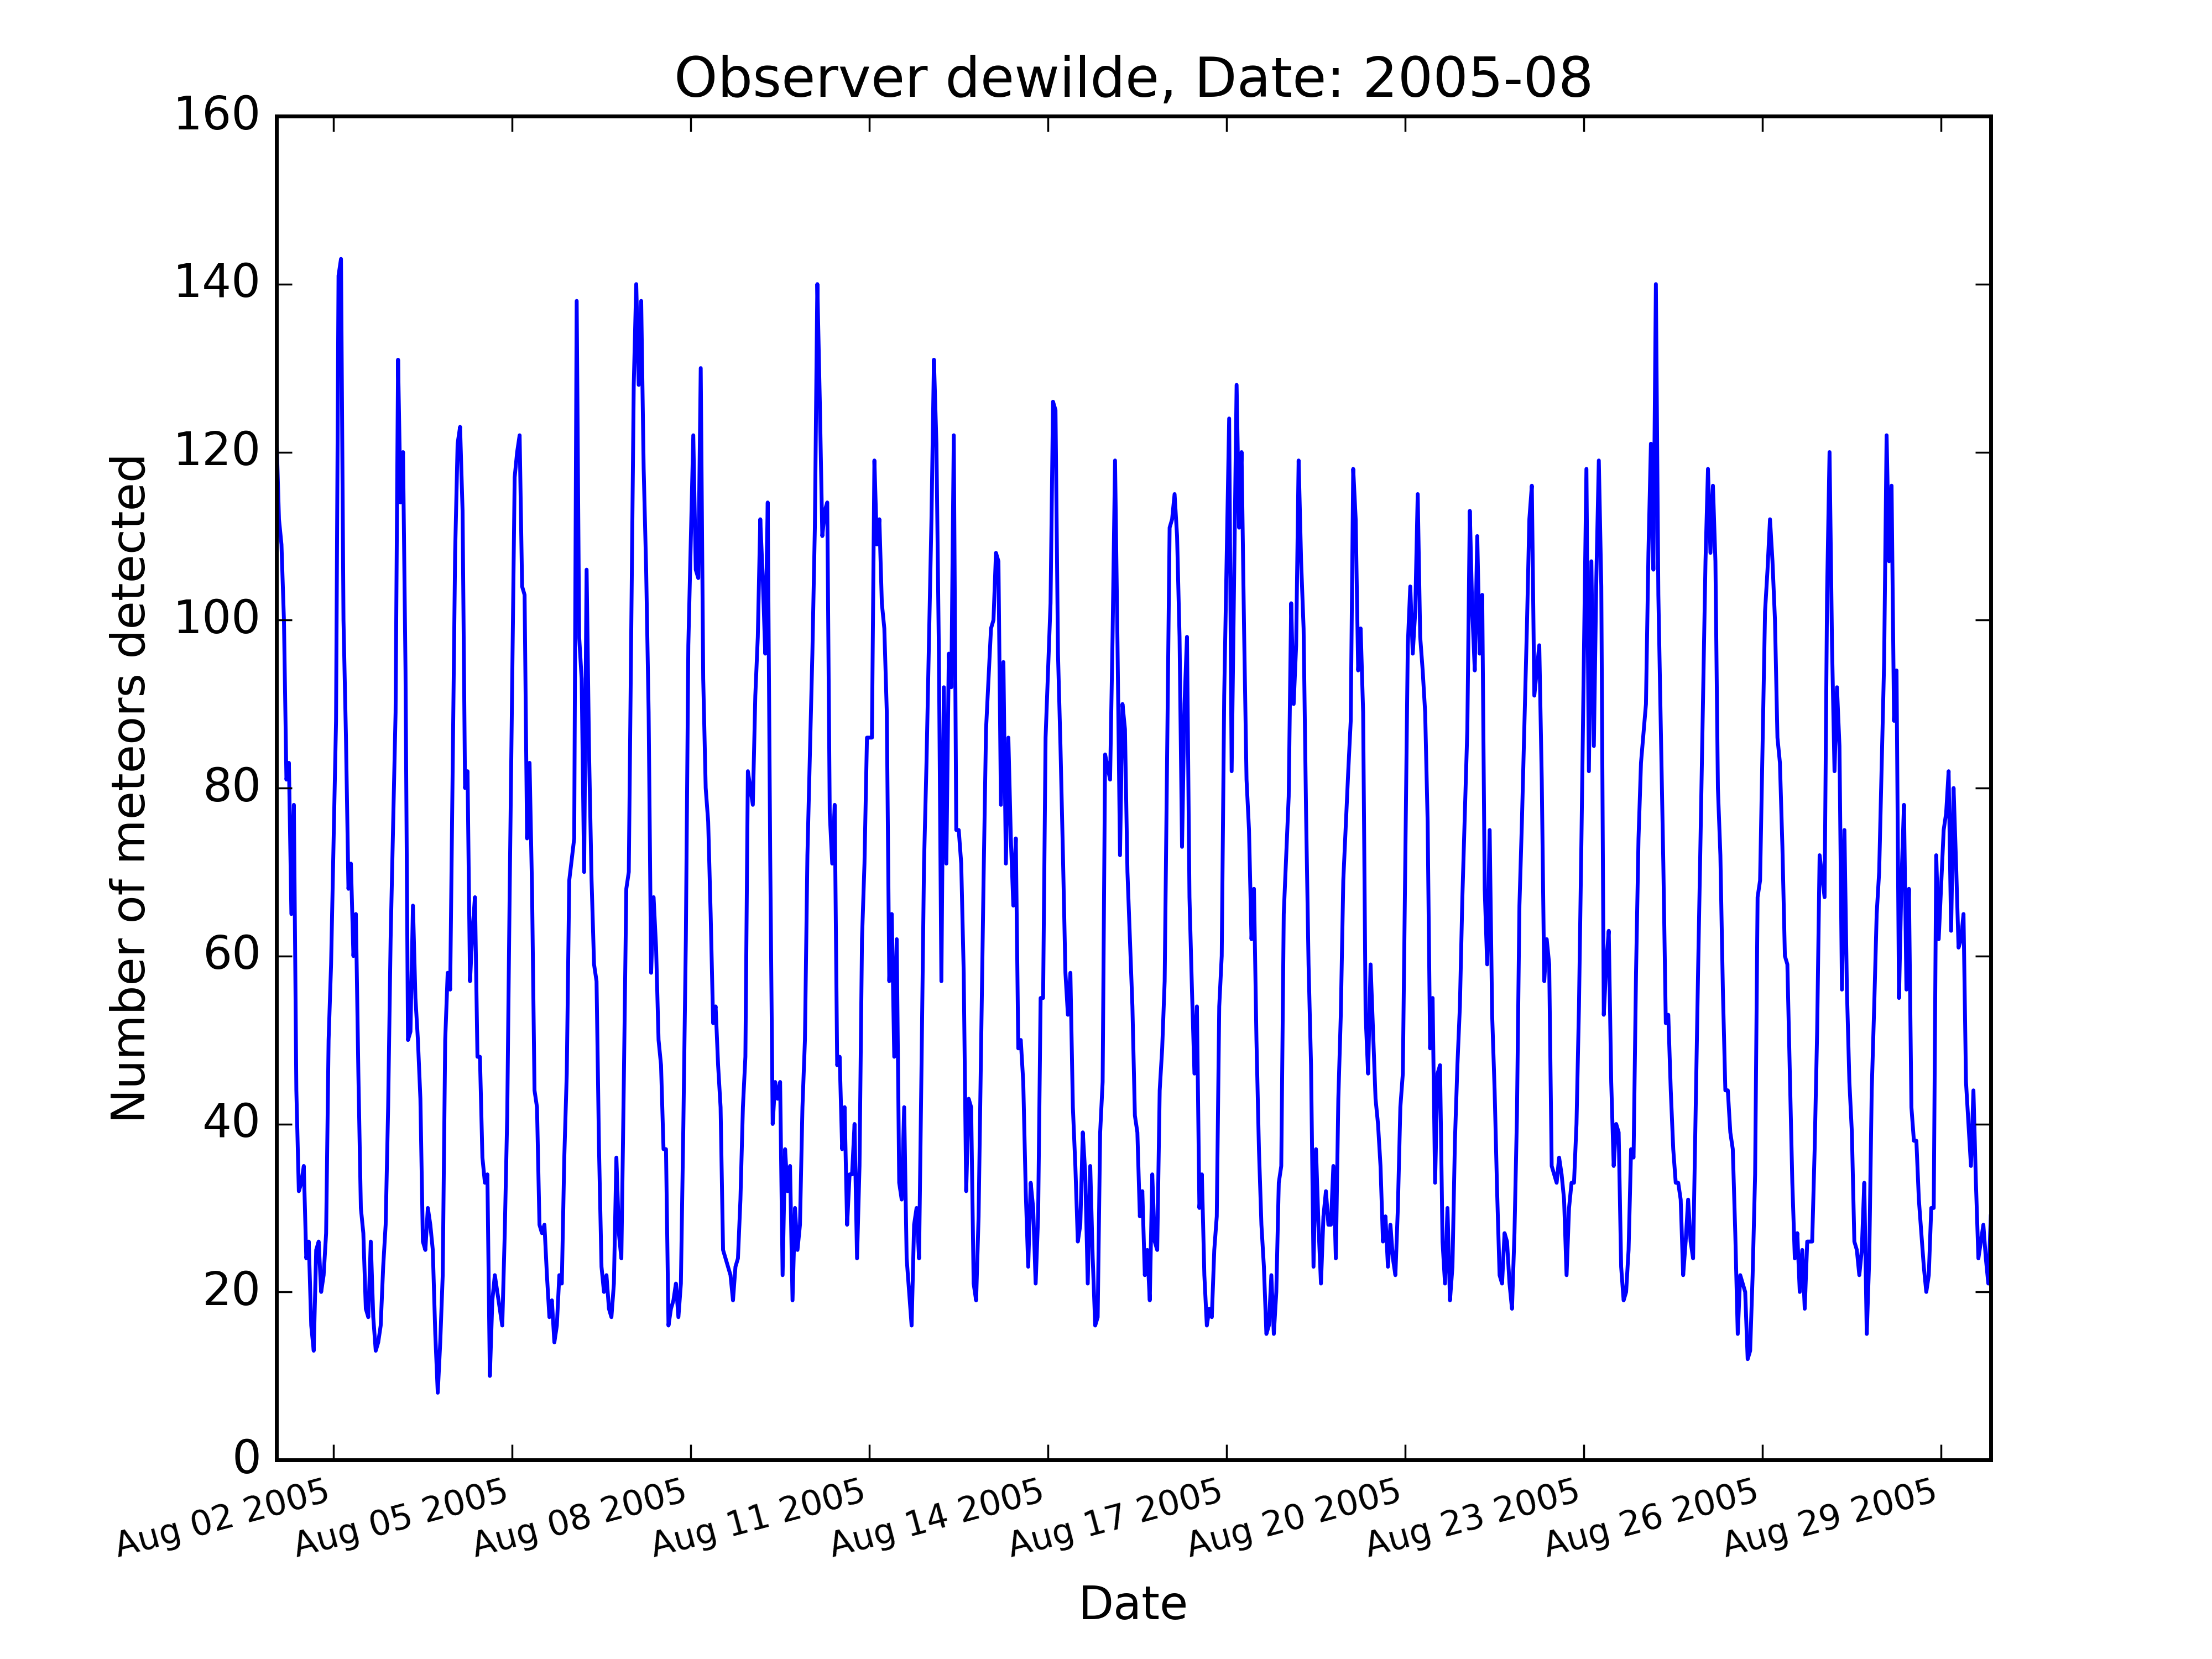 Observer dewilde, Date: 2005-08
160
140
120
100
80
60
40
20
0
Number of meteors detected
Aug 02 2005
Aug 05 2005
Aug 08 2005
Aug 11 2005
Aug 14 2005
Aug 17 2005
Aug 20 2005
Aug 23 2005
Aug 26 2005
Aug 29 2005
Date